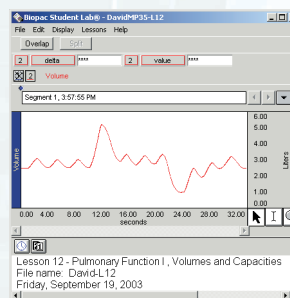 Biopac Student Lab® - DavidMP35-L12
File Edit Display Lessons Help
Overlap Split
2 delta **** 2 value ****
2 Volume
Segment 1, 3:57:55 PM
6.00
5.00
4.00
3.00
2.00
1.00
0.00
Volume
Liters
0.00 4.00 8.00 12.00 16.00 20.00 24.00 28.00 32.00
seconds
Lesson 12 - Pulmonary Function I , Volumes and Capacities
File name: David-L12
Friday, September 19, 2003